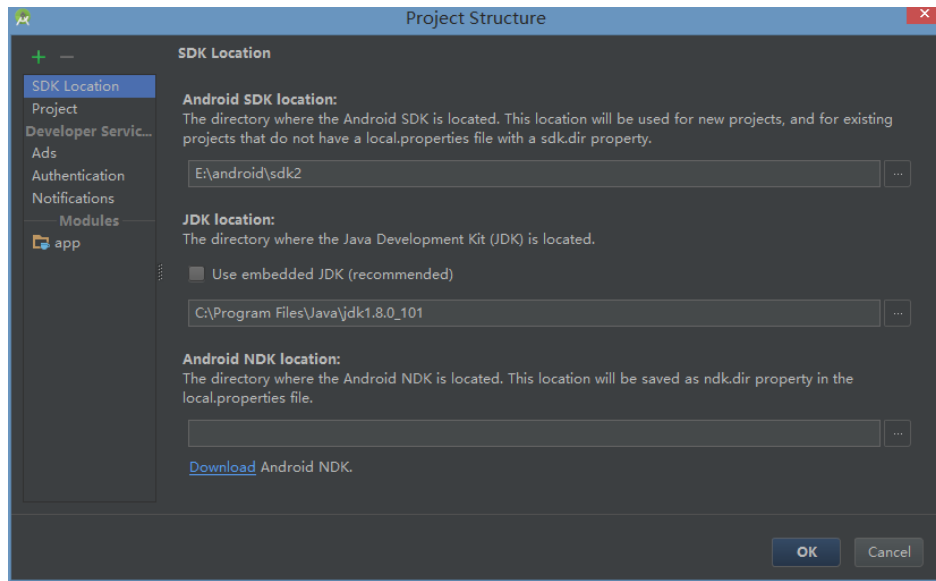 Project Structure
SDK Location
Project
Developer Servic...
Ads
Authentication
Notifications
Modules
app
SDK Location
Android SDK location:
The directory where the Android SDK is located. This location will be used for new projects, and for existing
projects that do not have a local.properties file with a sdk.dir property.
E:\android\sdk2
...
JDK location:
The directory where the Java Development Kit (JDK) is located.
Use embedded JDK (recommended)
C:\Program Files\Java\jdk1.8.0_101
...
Android NDK location:
The directory where the Android NDK is located. This location will be saved as ndk.dir property in the
local.properties file.
...
Download Android NDK.
OK
Cancel